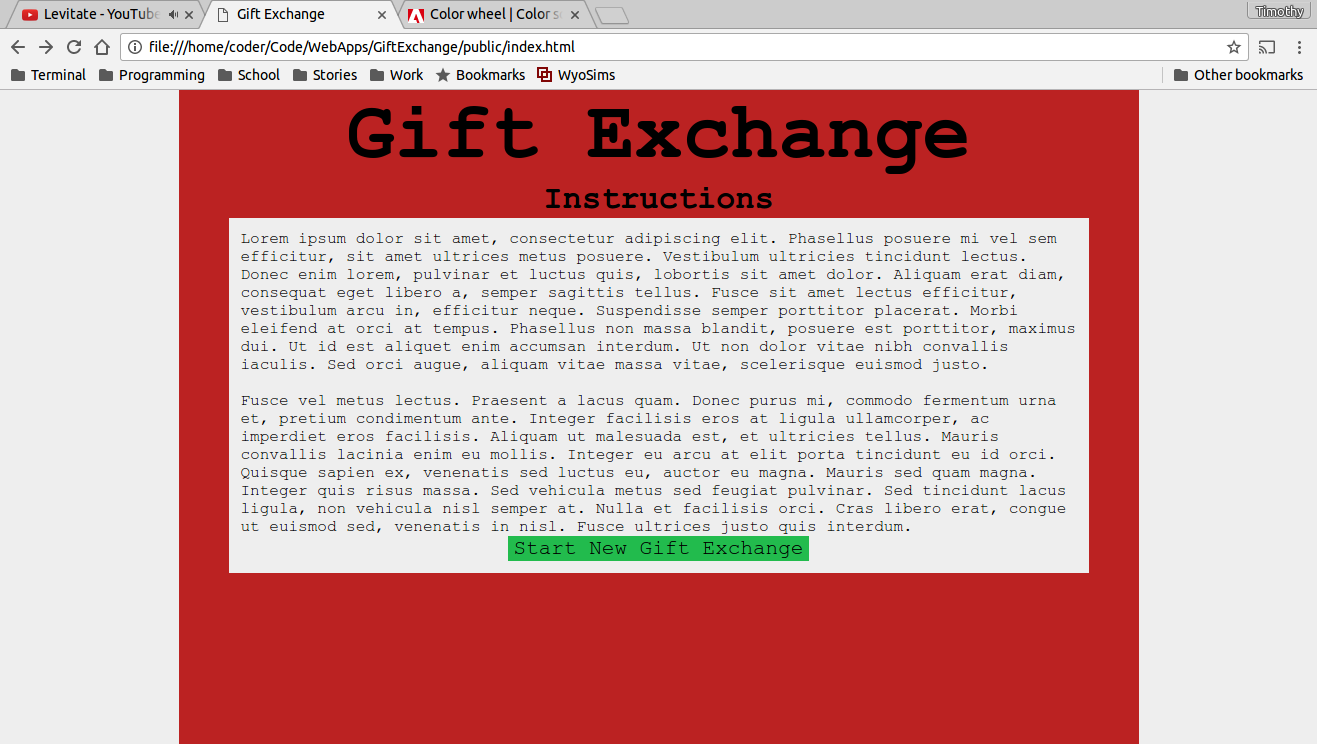 Levitate - YouTube
Gift Exchange
Color wheel | Color s
Timothy
file:///home/coder/Code/WebApps/GiftExchange/public/index.html
Terminal Programming School Stories Work Bookmarks WyoSims Other bookmarks
Gift Exchange
Instructions
Lorem ipsum dolor sit amet, consectetur adipiscing elit. Phasellus posuere mi vel sem
efficitur, sit amet ultrices metus posuere. Vestibulum ultricies tincidunt lectus.
Donec enim lorem, pulvinar et luctus quis, lobortis sit amet dolor. Aliquam erat diam,
consequat eget libero a, semper sagittis tellus. Fusce sit amet lectus efficitur,
vestibulum arcu in, efficitur neque. Suspendisse semper porttitor placerat. Morbi
eleifend at orci at tempus. Phasellus non massa blandit, posuere est porttitor, maximus
dui. Ut id est aliquet enim accumsan interdum. Ut non dolor vitae nibh convallis
iaculis. Sed orci augue, aliquam vitae massa vitae, scelerisque euismod justo.
Fusce vel metus lectus. Praesent a lacus quam. Donec purus mi, commodo fermentum urna
et, pretium condimentum ante. Integer facilisis eros at ligula ullamcorper, ac
imperdiet eros facilisis. Aliquam ut malesuada est, et ultricies tellus. Mauris
convallis lacinia enim eu mollis. Integer eu arcu at elit porta tincidunt eu id orci.
Quisque sapien ex, venenatis sed luctus eu, auctor eu magna. Mauris sed quam magna.
Integer quis risus massa. Sed vehicula metus sed feugiat pulvinar. Sed tincidunt lacus
ligula, non vehicula nisl semper at. Nulla et facilisis orci. Cras libero erat, congue
ut euismod sed, venenatis in nisl. Fusce ultrices justo quis interdum.
Start New Gift Exchange